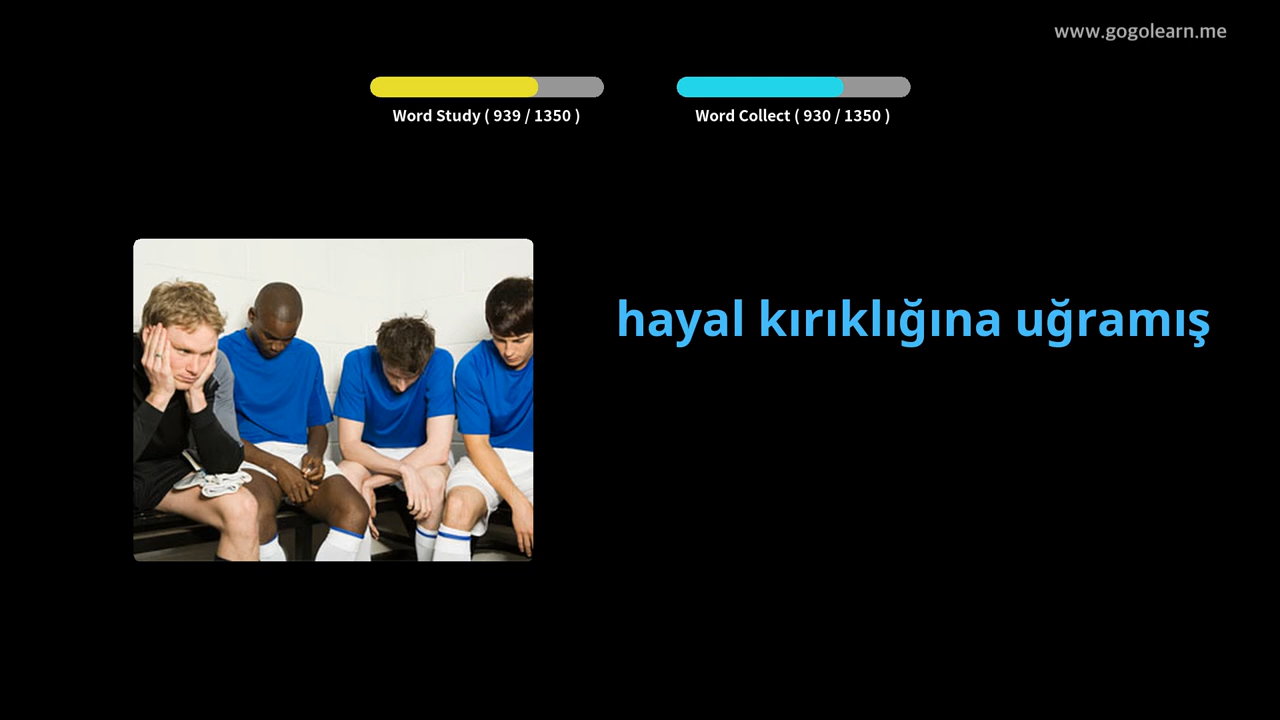 www.gogolearn.me
Word Study ( 939 / 1350 )
Word Collect ( 930 / 1350 )
hayal kırıklığına uğramış